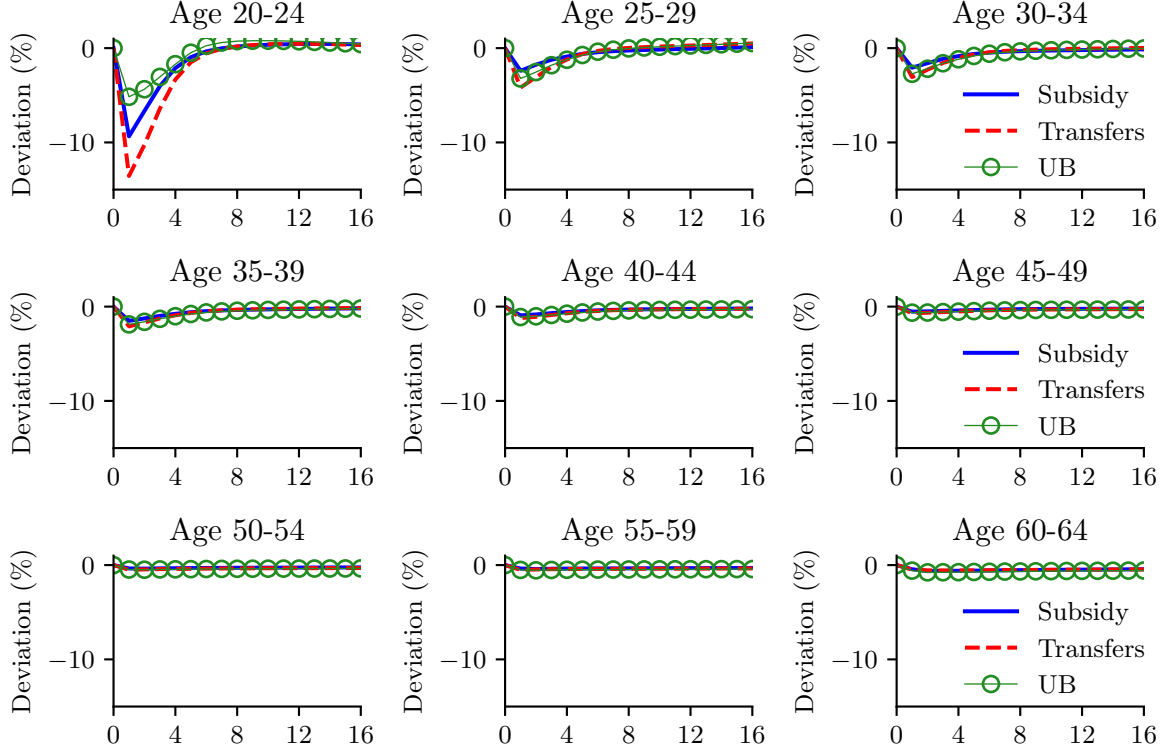 Age 20-24
Age 25-29
Age 30-34
Deviation (%)
0
−10
0 4 8 12 16
Deviation (%)
0
−10
0 4 8 12 16
Deviation (%)
0
−10
Subsidy
Transfers
UB
0 4 8 12 16
Age 35-39
Age 40-44
Age 45-49
Deviation (%)
0
−10
0 4 8 12 16
Deviation (%)
0
−10
0 4 8 12 16
Deviation (%)
0
−10
Subsidy
Transfers
UB
0 4 8 12 16
Age 50-54
Age 55-59
Age 60-64
Deviation (%)
0
−10
0 4 8 12 16
Deviation (%)
0
−10
0 4 8 12 16
Deviation (%)
0
−10
Subsidy
Transfers
UB
0 4 8 12 16